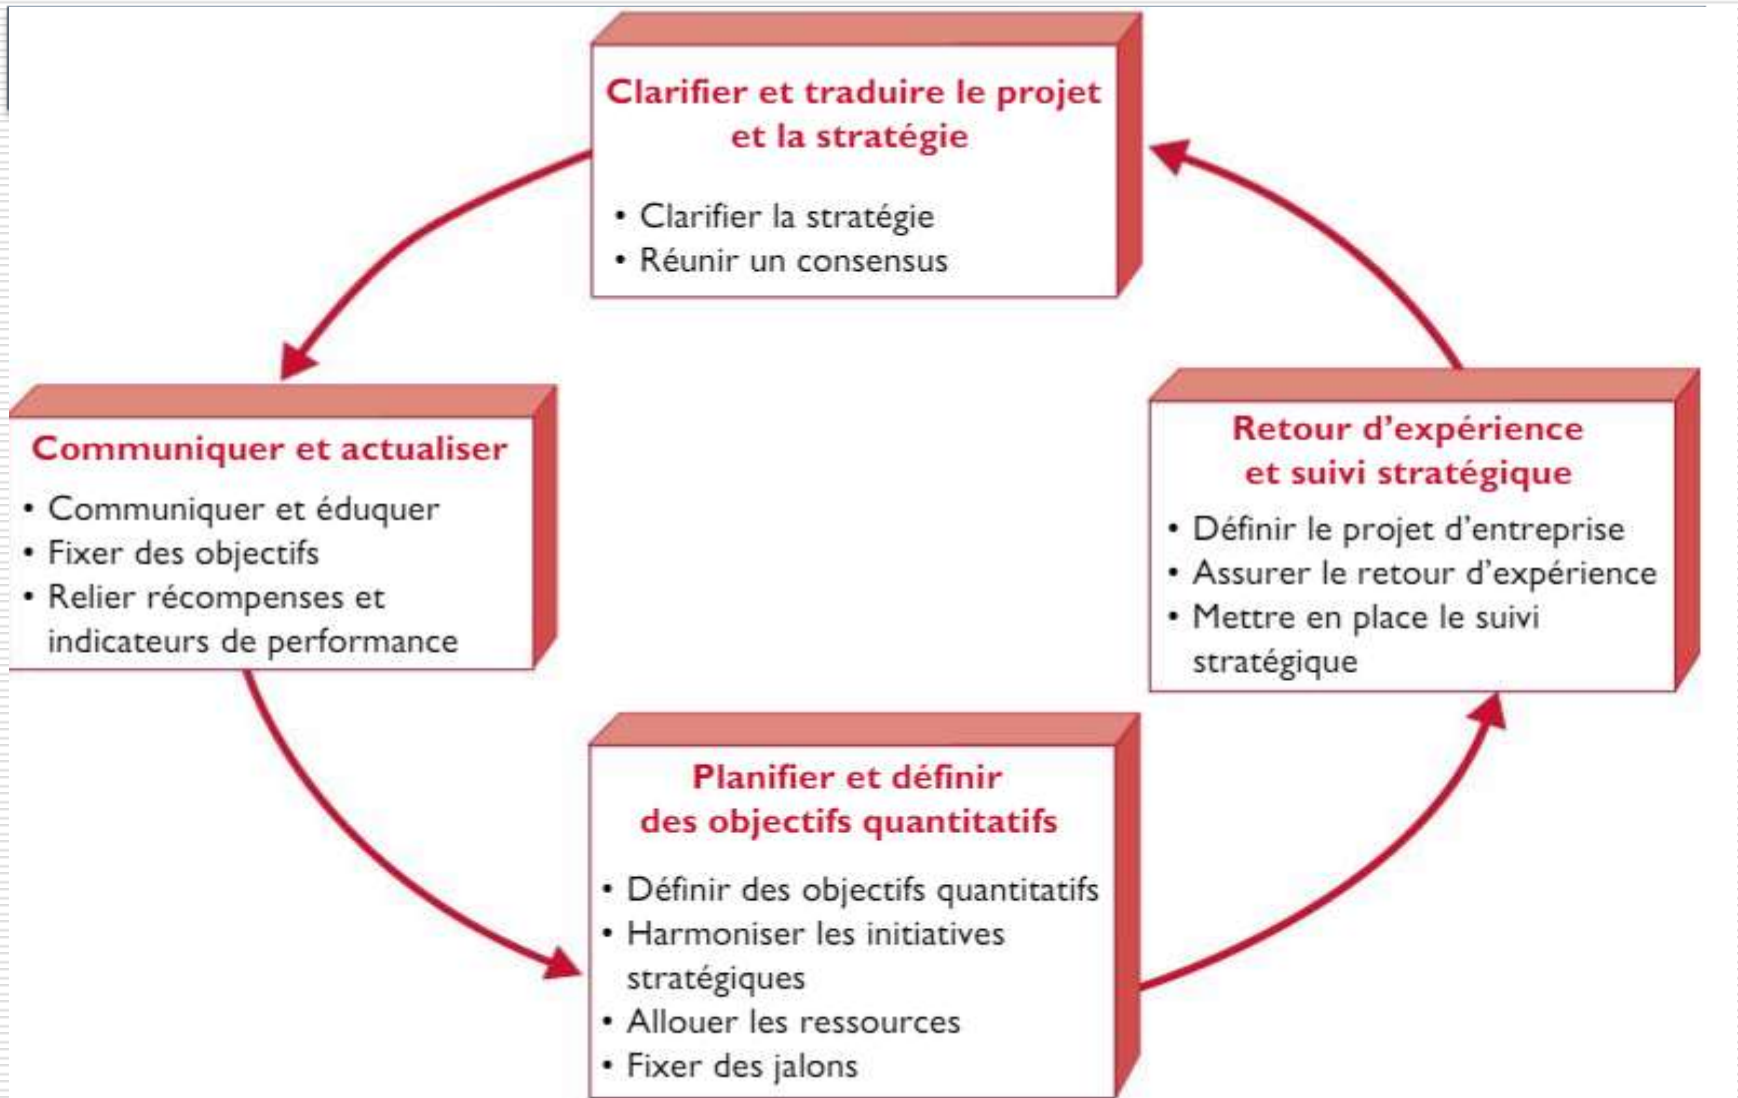 Clarifier et traduire le projet
et la stratégie
• Clarifier la stratégie
• Réunir un consensus
Communiquer et actualiser
• Communiquer et éduquer
• Fixer des objectifs
• Relier récompenses et
indicateurs de performance
Retour d’expérience
et suivi stratégique
• Définir le projet d’entreprise
• Assurer le retour d’expérience
• Mettre en place le suivi
stratégique
Planifier et définir
des objectifs quantitatifs
• Définir des objectifs quantitatifs
• Harmoniser les initiatives
stratégiques
• Allouer les ressources
• Fixer des jalons